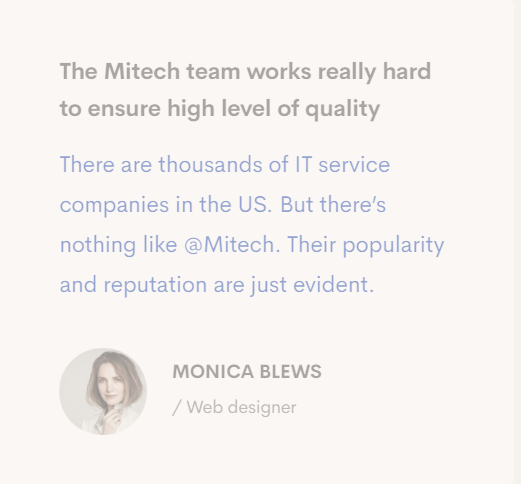 The Mitech team works really hard
to ensure high level of quality
There are thousands of IT service
companies in the US. But there’s
nothing like @Mitech. Their popularity
and reputation are just evident.
MONICA BLEWS
/ Web designer